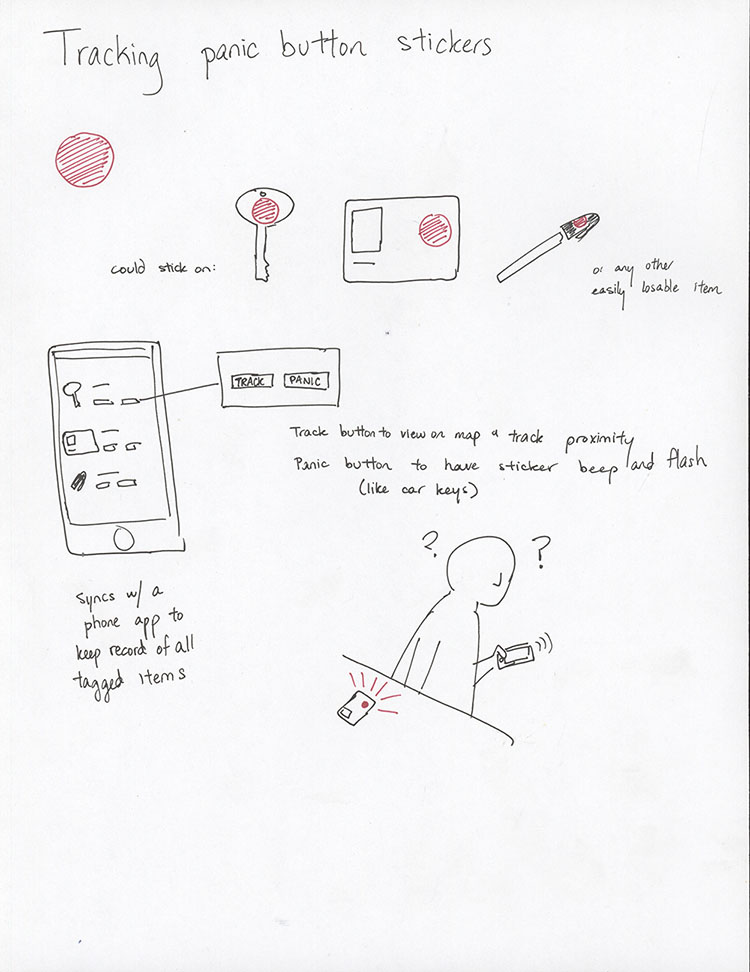 Tracking panic button stickers
could stick on:
or any other
easily losable item
TRACK PANIC
Track button to view on map & track proximity
Panic button to have sticker beep and flash
(like car keys)
? ?
syncs w/ a
phone app to
keep record of all
tagged items